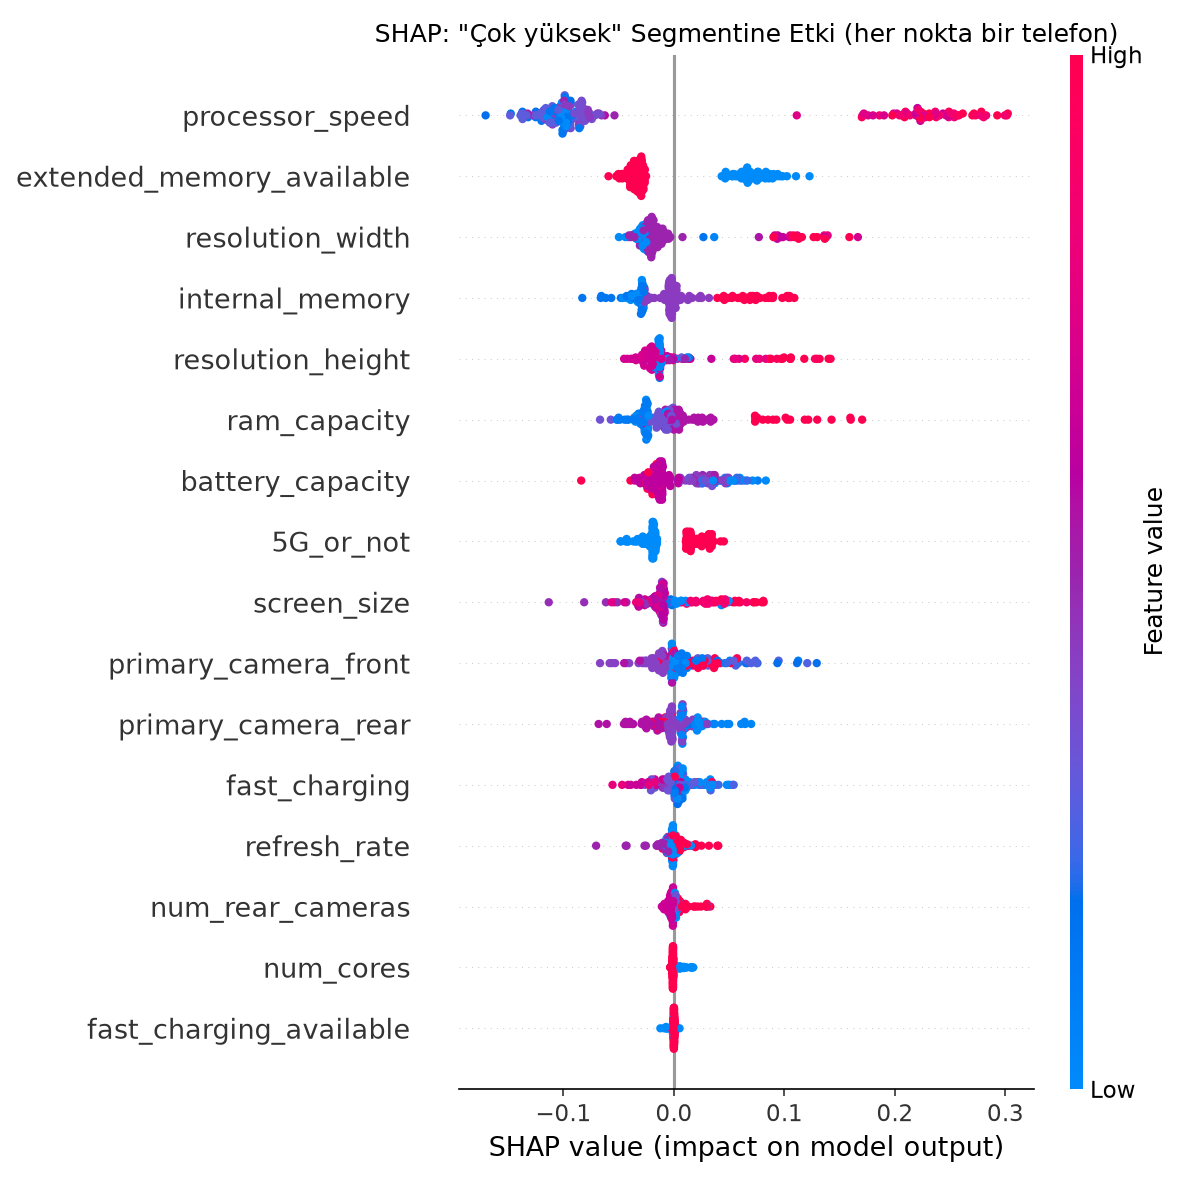 SHAP: "Çok yüksek" Segmentine Etki (her nokta bir telefon)
High
processor_speed
extended_memory_available
resolution_width
internal_memory
resolution_height
ram_capacity
battery_capacity
5G_or_not
screen_size
primary_camera_front
primary_camera_rear
fast_charging
refresh_rate
num_rear_cameras
num_cores
fast_charging_available
Feature value
Low
−0.1 0.0 0.1 0.2 0.3
SHAP value (impact on model output)